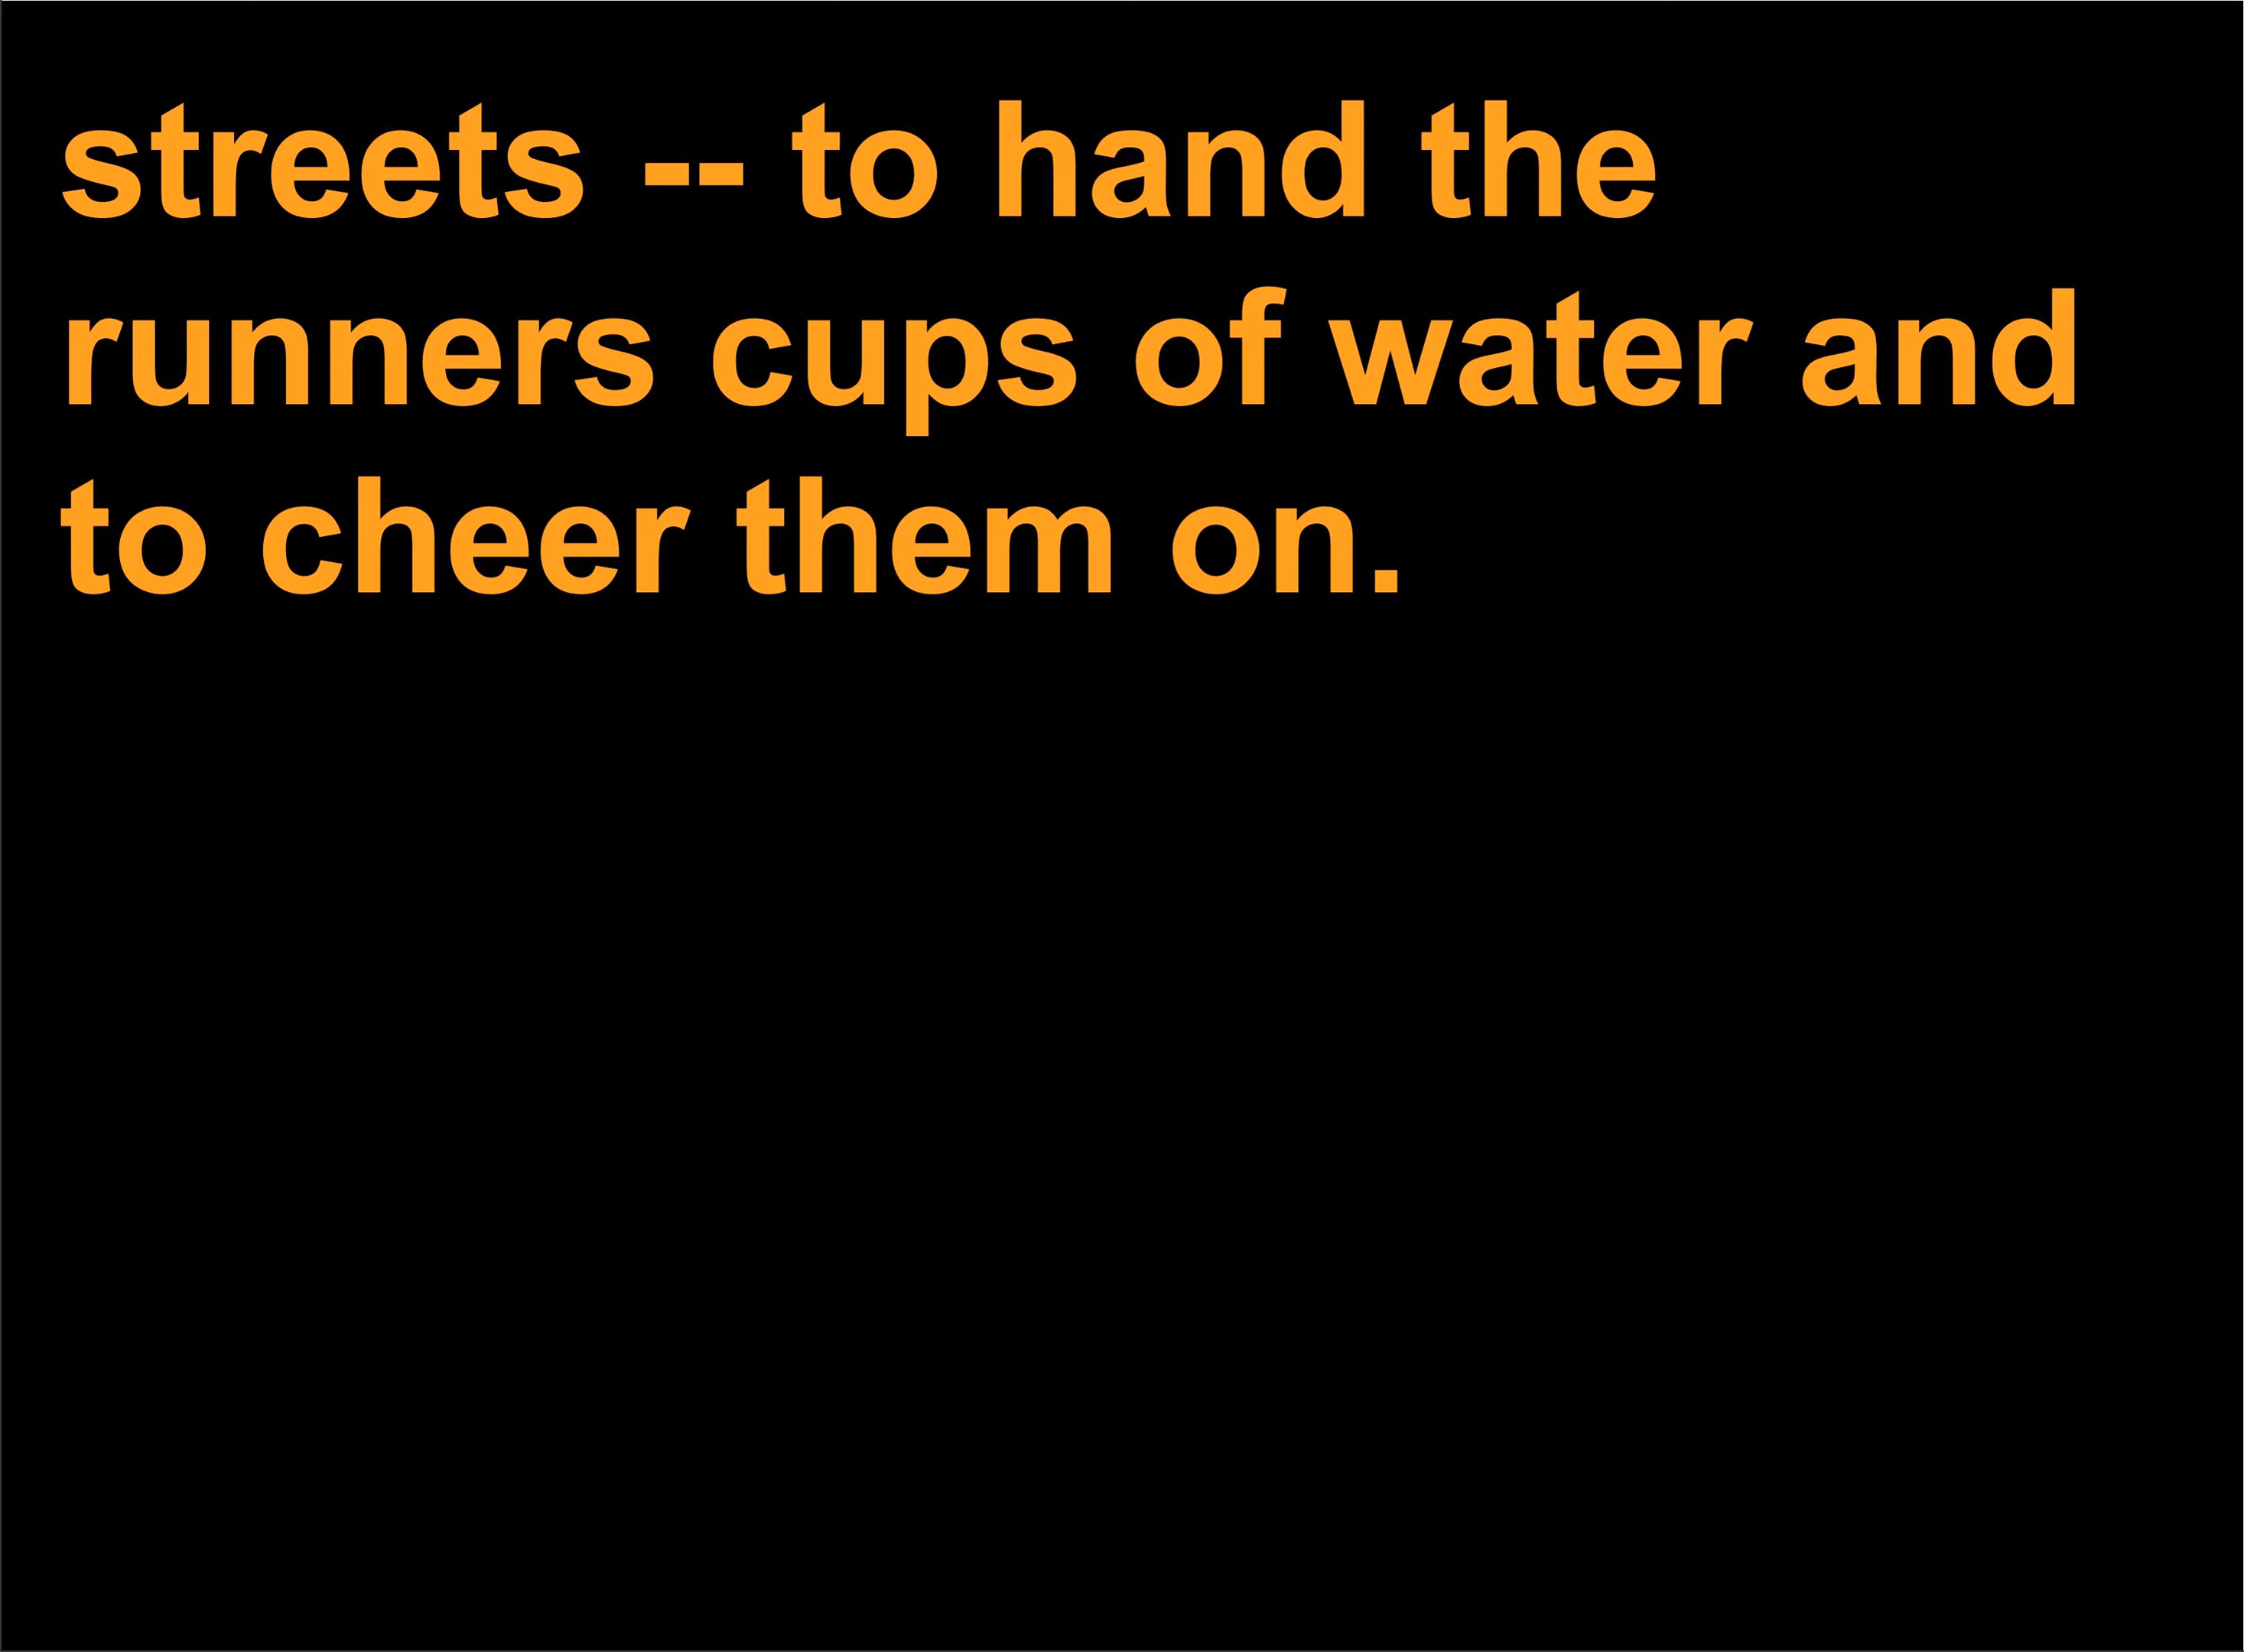 streets -- to hand the
runners cups of water and
to cheer them on.